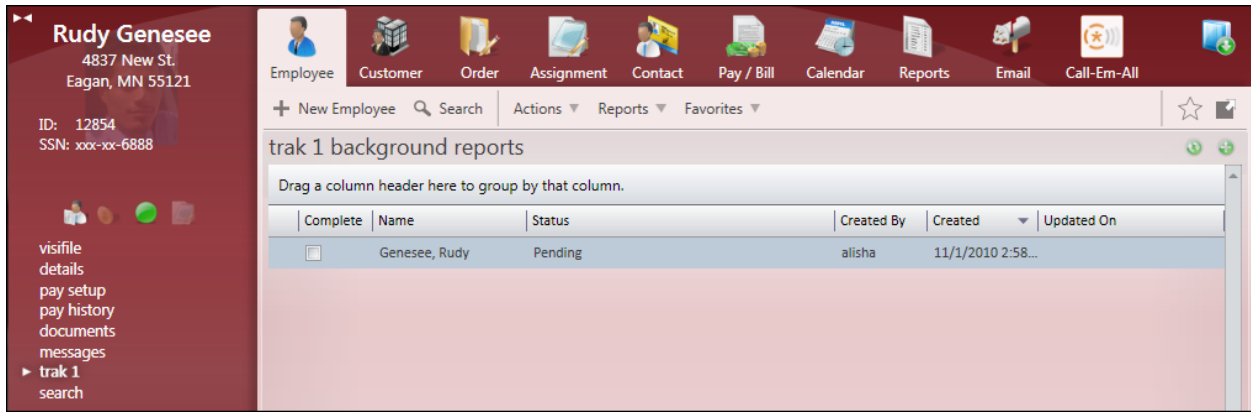 Rudy Genesee
4837 New St.
Eagan, MN 55121
ID: 12854
SSN: xxx-xx-6888
visifile
details
pay setup
pay history
documents
messages
trak 1
search
Employee Customer Order Assignment Contact Pay / Bill Calendar Reports Email Call-Em-All
New Employee Search Actions Reports Favorites
trak 1 background reports
Drag a column header here to group by that column.
Complete Name Status Created By Created Updated On
Genesee, Rudy Pending alisha 11/1/2010 2:58...